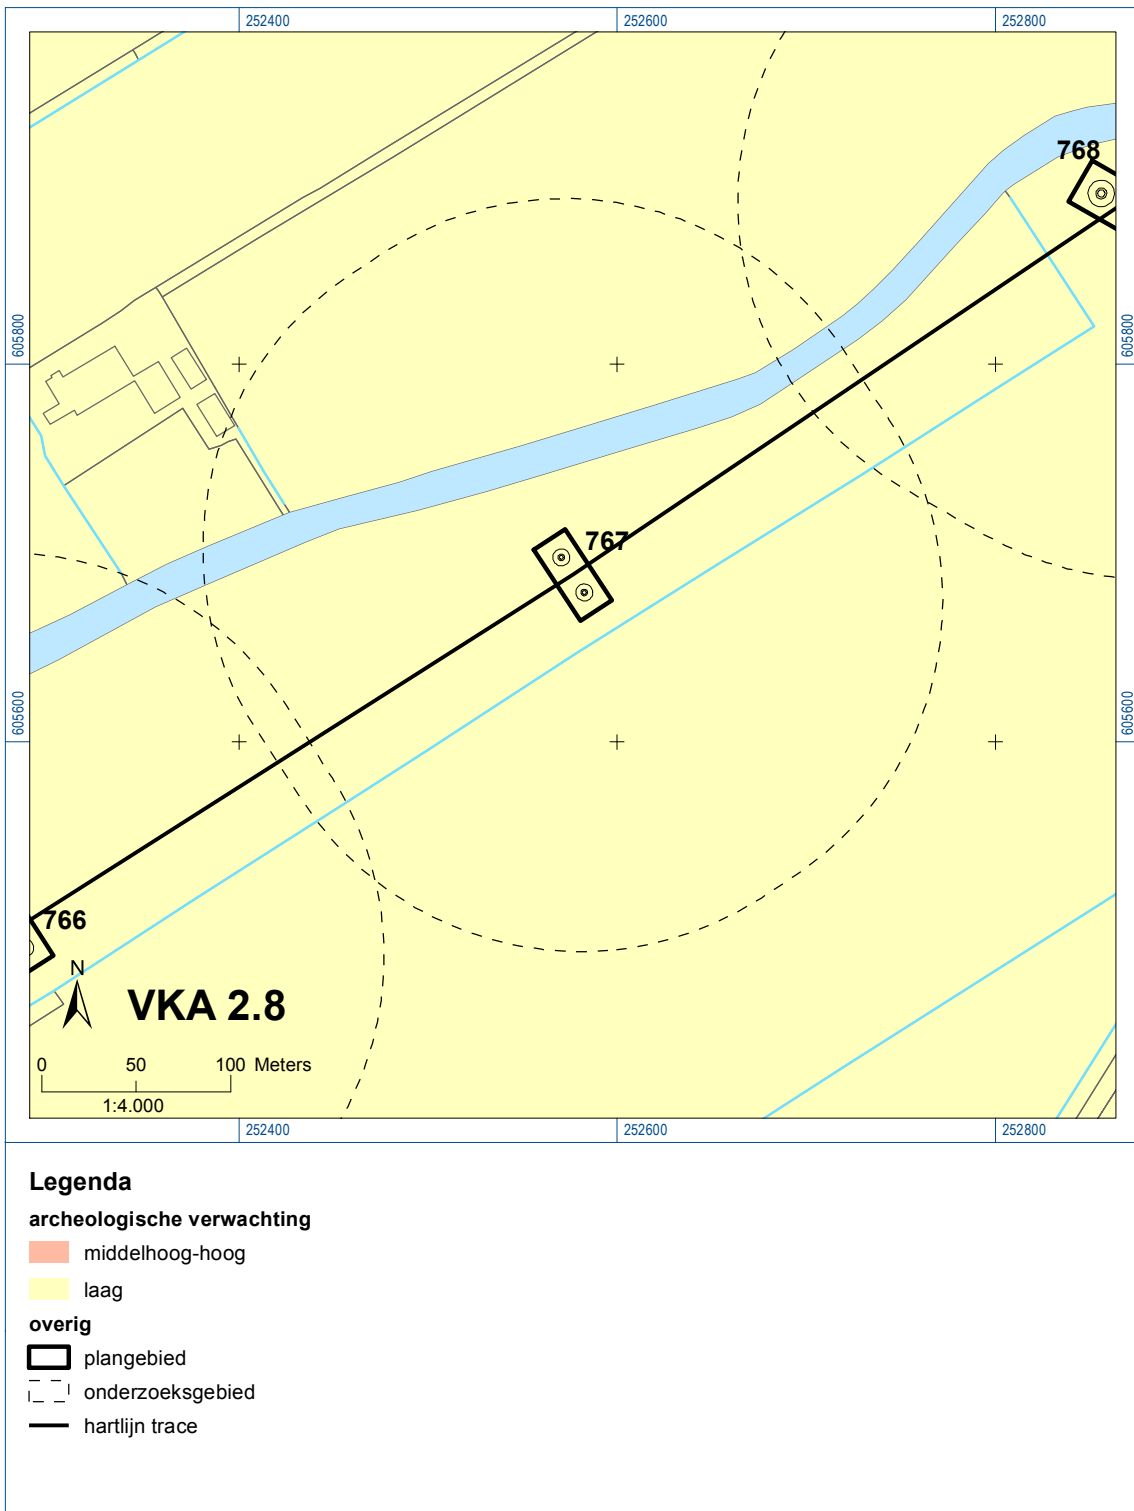 252400 252600 252800
768
605800 605800
767
605600 605600
766
N
VKA 2.8
0 50 100 Meters
1:4.000
252400 252600 252800
Legenda
archeologische verwachting
middelhoog-hoog
laag
overig
plangebied
onderzoeksgebied
hartlijn trace